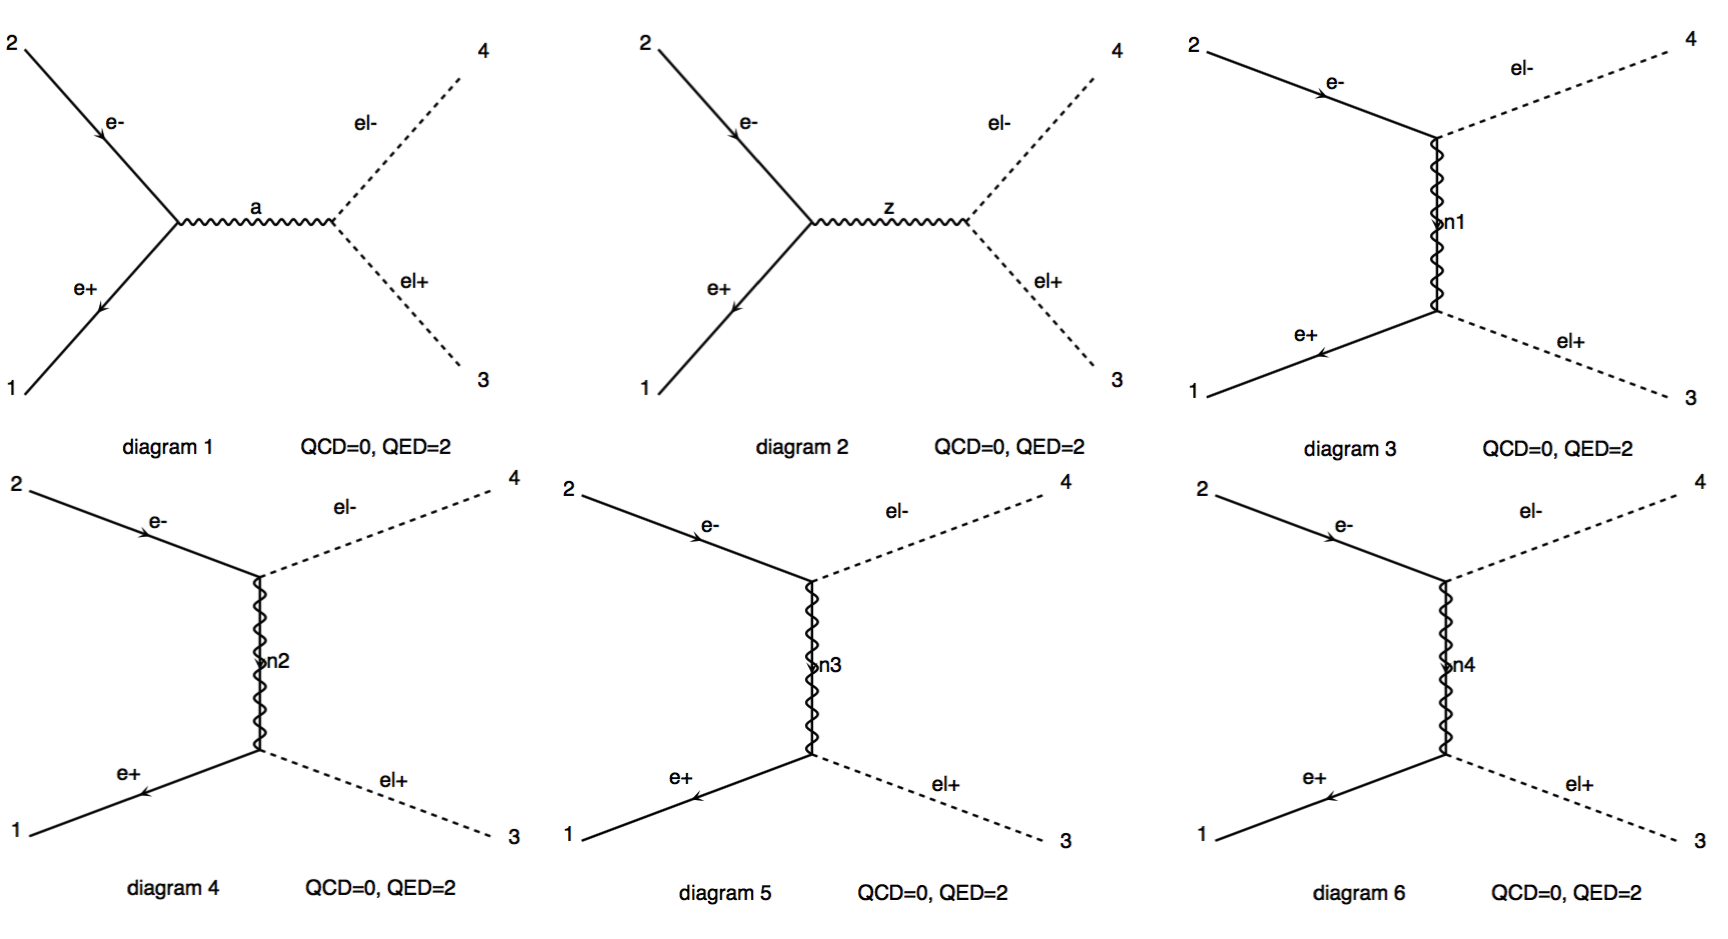 2 4
e- el-
a
e+ el+
1 3
diagram 1 QCD=0, QED=2
2 4
e- el-
z
e+ el+
1 3
diagram 2 QCD=0, QED=2
2 4
e- el-
n1
e+ el+
1 3
diagram 3 QCD=0, QED=2
2 4
e- el-
n2
e+ el+
1 3
diagram 4 QCD=0, QED=2
2 4
e- el-
n3
e+ el+
1 3
diagram 5 QCD=0, QED=2
2 4
e- el-
n4
e+ el+
1 3
diagram 6 QCD=0, QED=2